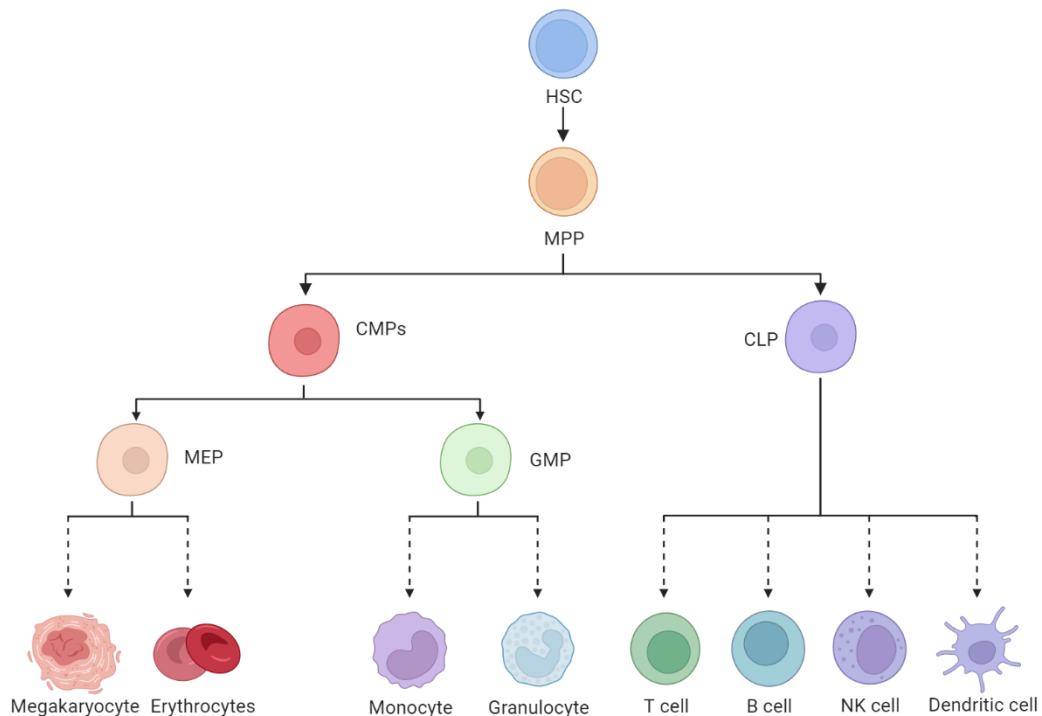 HSC
MPP
CMPs
CLP
MEP
GMP
Megakaryocyte
Erythrocytes
Monocyte
Granulocyte
T cell
B cell
NK cell
Dendritic cell